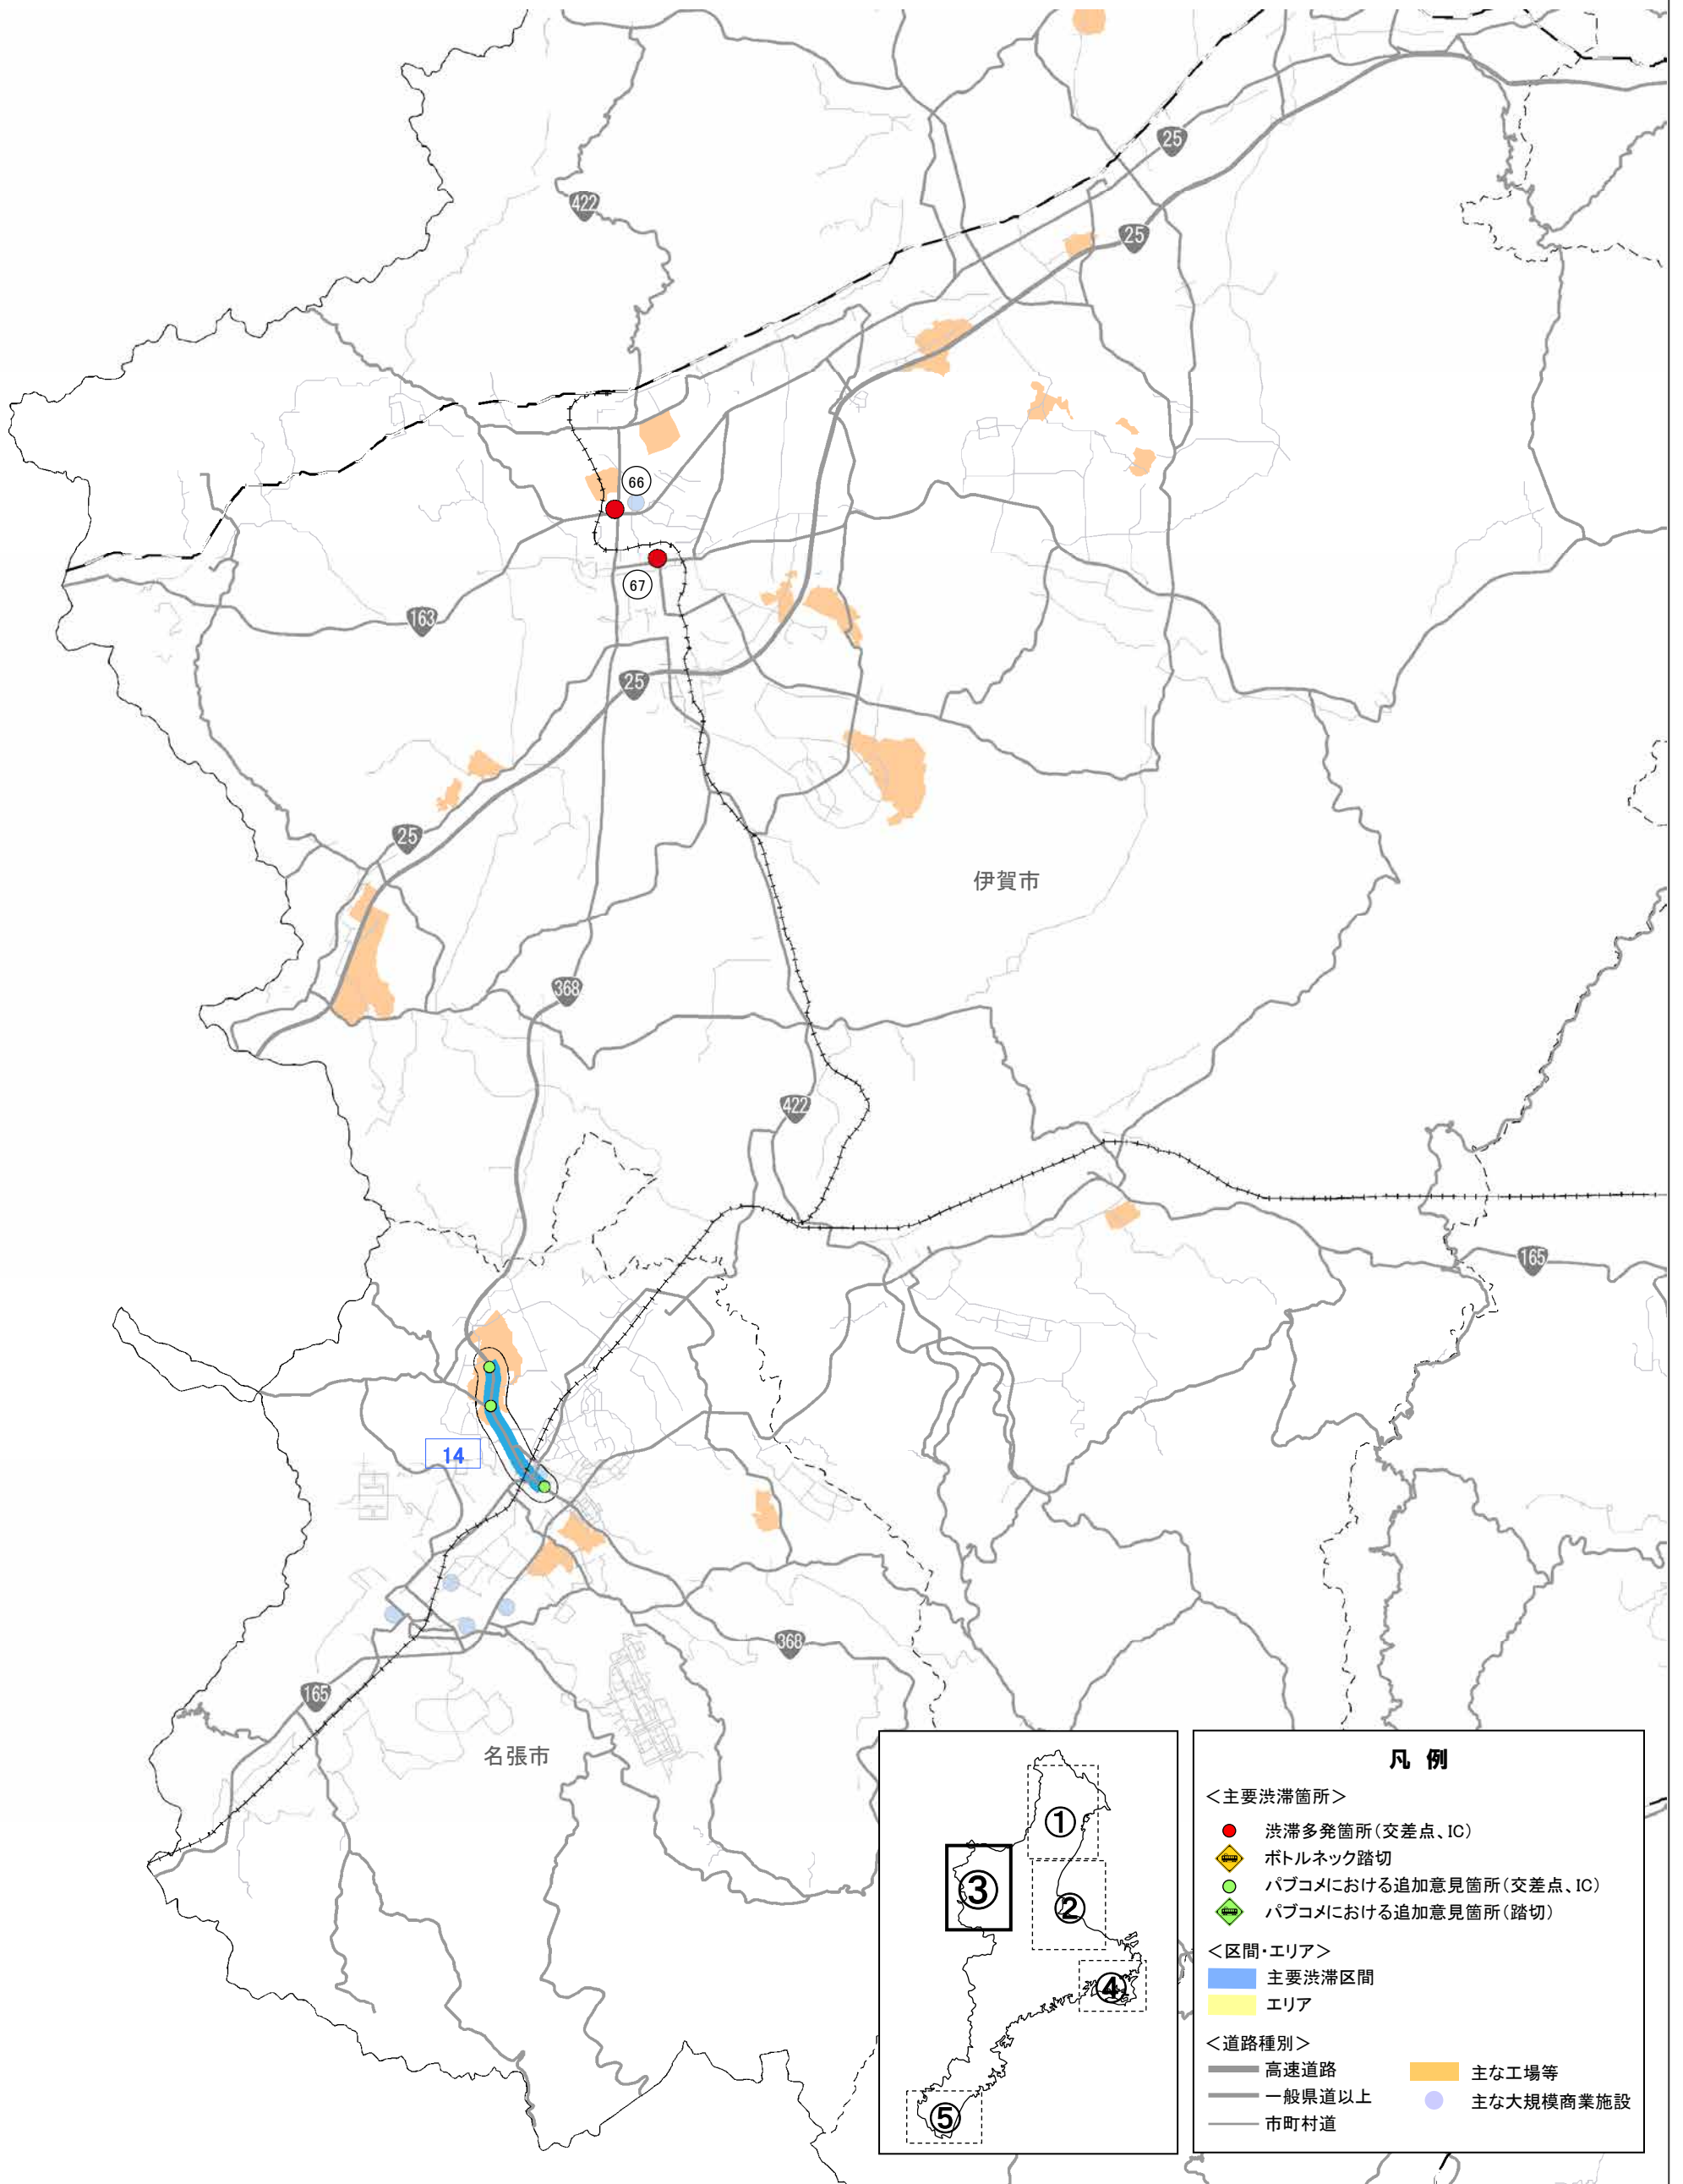 25
422
25
66
67
163
25
25
伊賀市
368
422
165
14
368
165
名張市
①
②
③
④
⑤
凡 例
<主要渋滞箇所>
渋滞多発箇所(交差点、IC)
ボトルネック踏切
パブコメにおける追加意見箇所(交差点、IC)
パブコメにおける追加意見箇所(踏切)
<区間・エリア>
主要渋滞区間
エリア
<道路種別>
高速道路
一般県道以上
市町村道
主な工場等
主な大規模商業施設